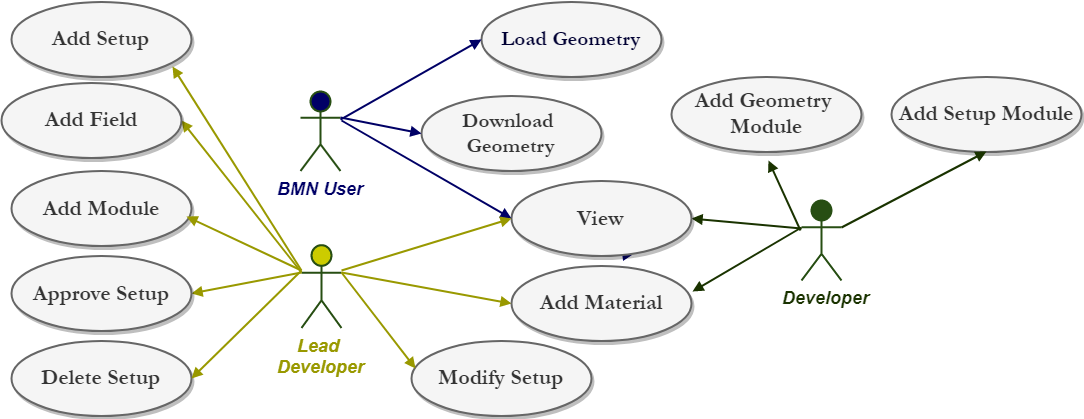 Add Setup
Load Geometry
Add Field
Download
Geometry
Add Geometry
Module
Add Setup Module
BMN User
Add Module
View
Approve Setup
Add Material
Developer
Lead
Developer
Delete Setup
Modify Setup